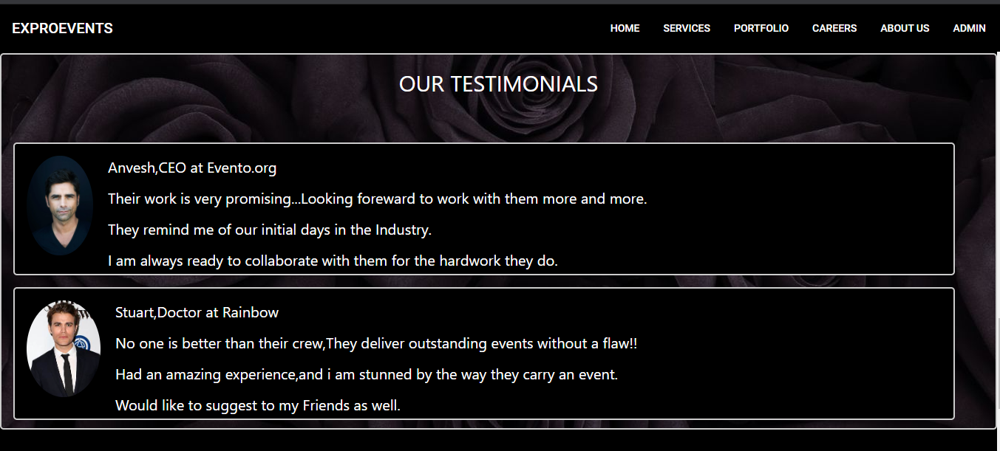 EXPROEVENTS HOME SERVICES PORTFOLIO CAREERS ABOUT US ADMIN
OUR TESTIMONIALS
Anvesh,CEO at Evento.org
Their work is very promising...Looking foreward to work with them more and more.
They remind me of our initial days in the Industry.
I am always ready to collaborate with them for the hardwork they do.
Stuart,Doctor at Rainbow
No one is better than their crew,They deliver outstanding events without a flaw!!
Had an amazing experience,and i am stunned by the way they carry an event.
Would like to suggest to my Friends as well.